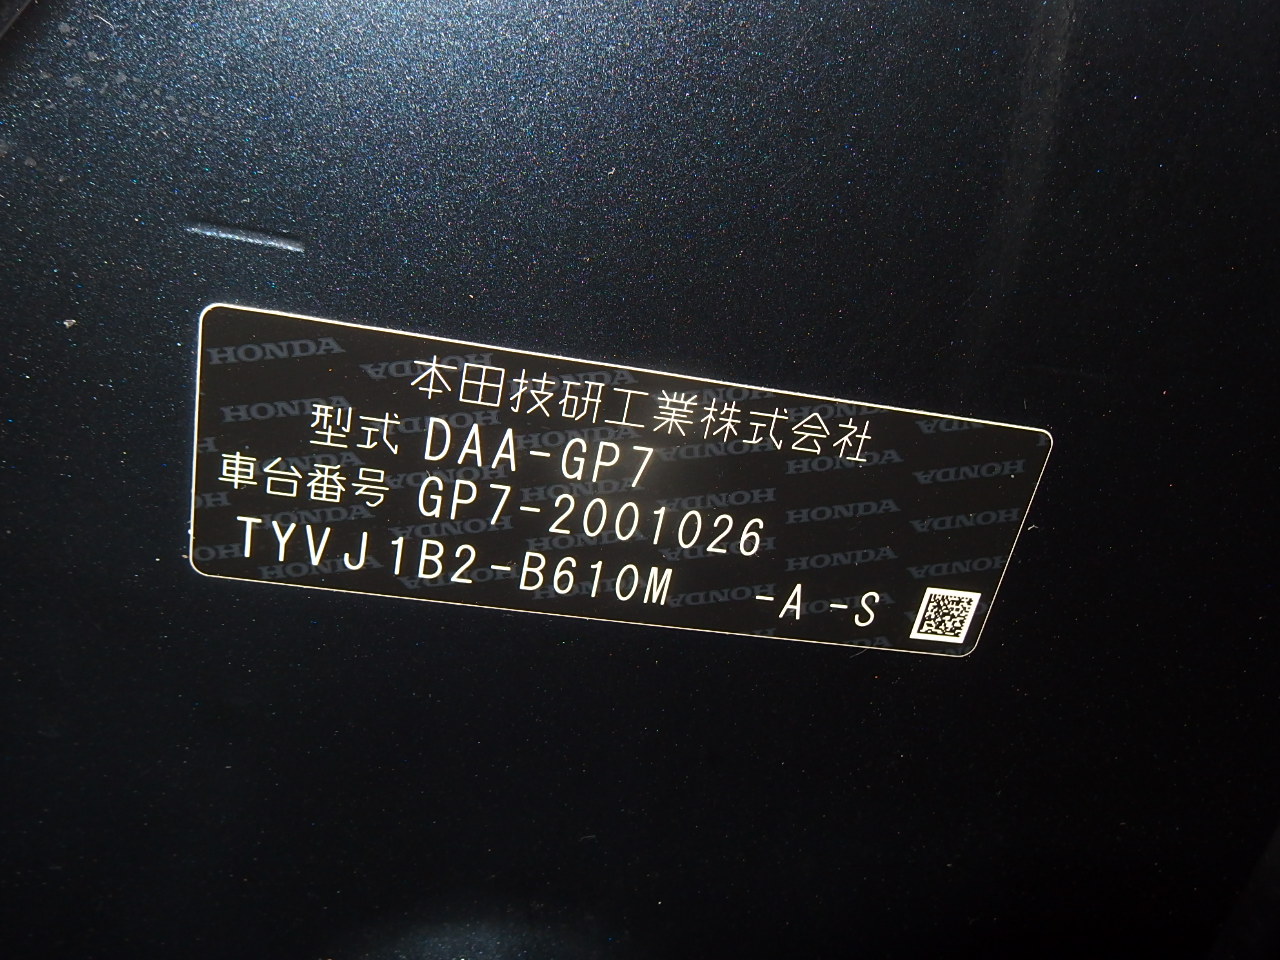 本田技研工業株式会社
型式 DAA-GP7
車台番号 GP7-2001026
TYVJ1B2-B610M -A -S
HONDA